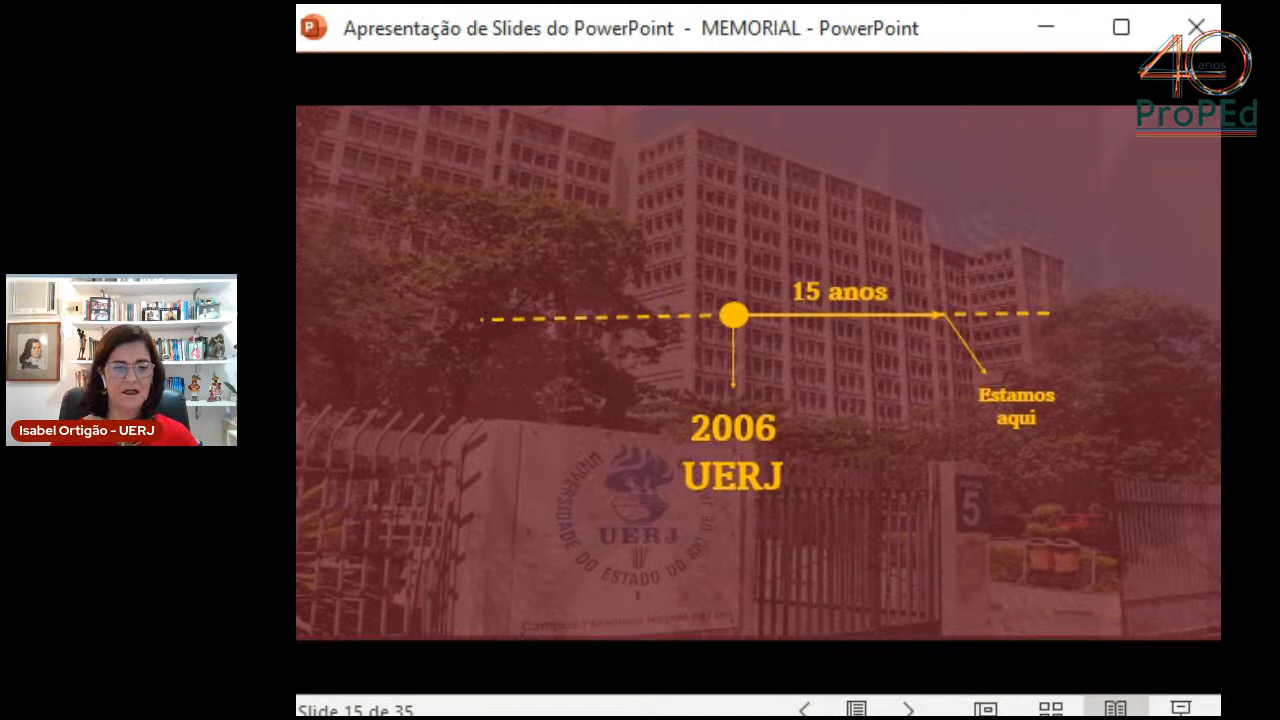 Apresentação de Slides do PowerPoint - MEMORIAL - PowerPoint
40 anos
ProPEd
15 anos
Estamos
aqui
2006
UERJ
UNIVERSIDADE DO ESTADO DO RIO DE J
UERJ
5
Isabel Ortigão - UERJ
Slide 15 de 35